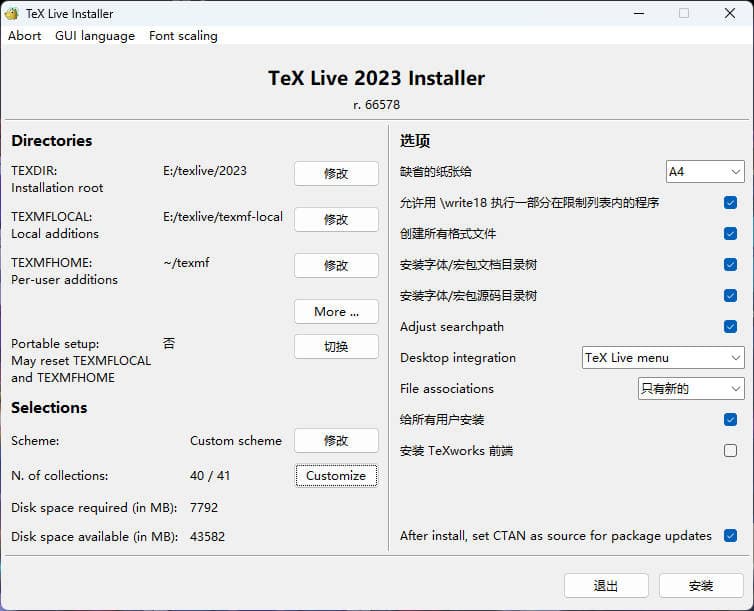 TeX Live Installer
Abort GUI language Font scaling
TeX Live 2023 Installer
r. 66578
Directories
TEXDIR: E:/texlive/2023 修改
Installation root
TEXMFLOCAL: E:/texlive/texmf-local 修改
Local additions
TEXMFHOME: ~/texmf 修改
Per-user additions
More ...
Portable setup: 否 切换
May reset TEXMFLOCAL
and TEXMFHOME
Selections
Scheme: Custom scheme 修改
N. of collections: 40 / 41 Customize
Disk space required (in MB): 7792
Disk space available (in MB): 43582
选项
缺省的纸张给 A4
允许用 \write18 执行一部分在限制列表内的程序
创建所有格式文件
安装字体/宏包文档目录树
安装字体/宏包源码目录树
Adjust searchpath
Desktop integration TeX Live menu
File associations 只有新的
给所有用户安装
安装 TeXworks 前端
After install, set CTAN as source for package updates
退出 安装